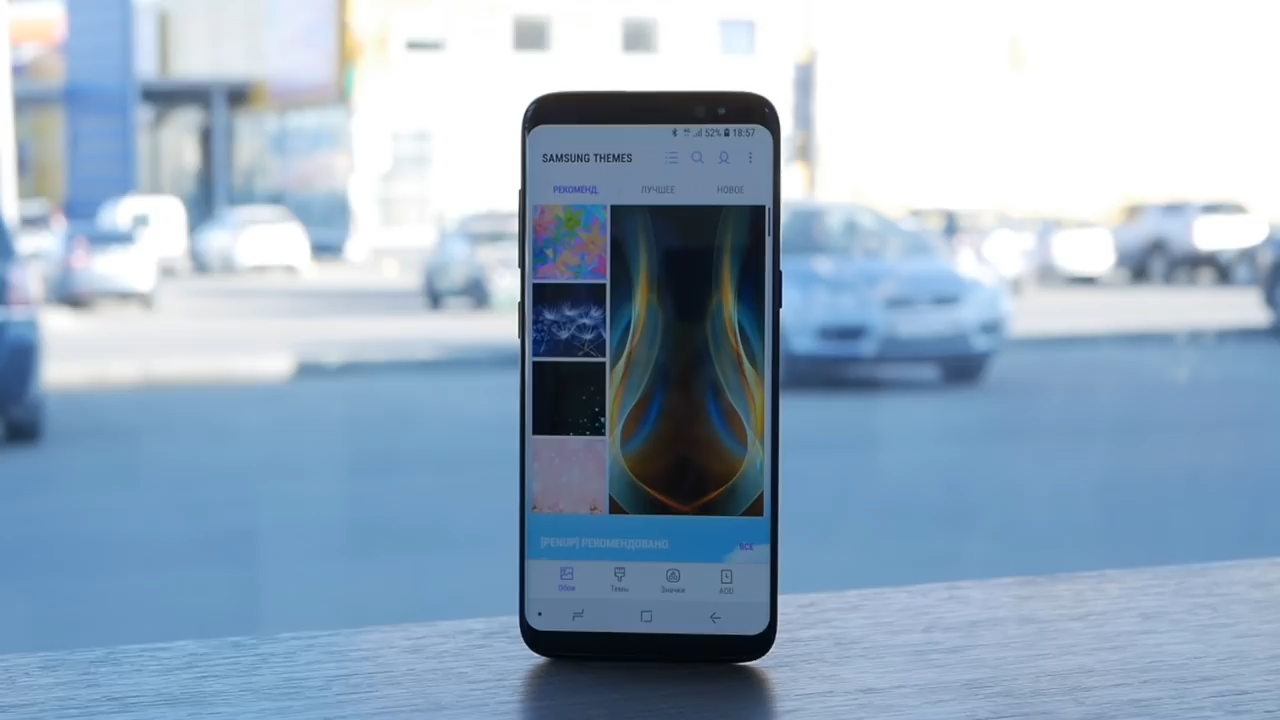 52% 18:57
SAMSUNG THEMES
РЕКОМЕНД. ЛУЧШЕЕ НОВОЕ
[PENUP] РЕКОМЕНДОВАНО ВСЕ
Обои Темы Значки AOD